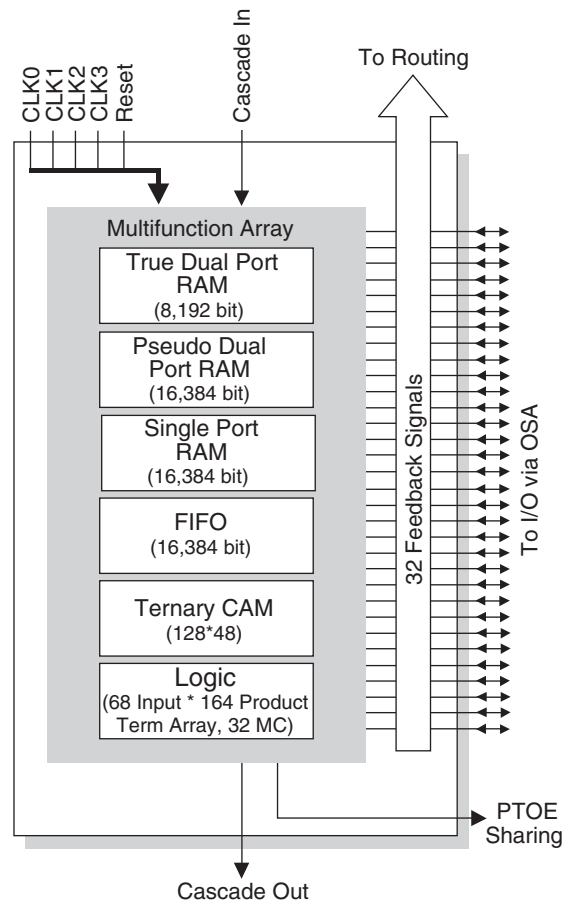 Cascade In
To Routing
CLK0
CLK1
CLK2
CLK3
Reset
Multifunction Array
True Dual Port
RAM
(8,192 bit)
Pseudo Dual
Port RAM
(16,384 bit)
Single Port
RAM
(16,384 bit)
FIFO
(16,384 bit)
Ternary CAM
(128*48)
Logic
(68 Input * 164 Product
Term Array, 32 MC)
32 Feedback Signals
To I/O via OSA
PTOE
Sharing
Cascade Out